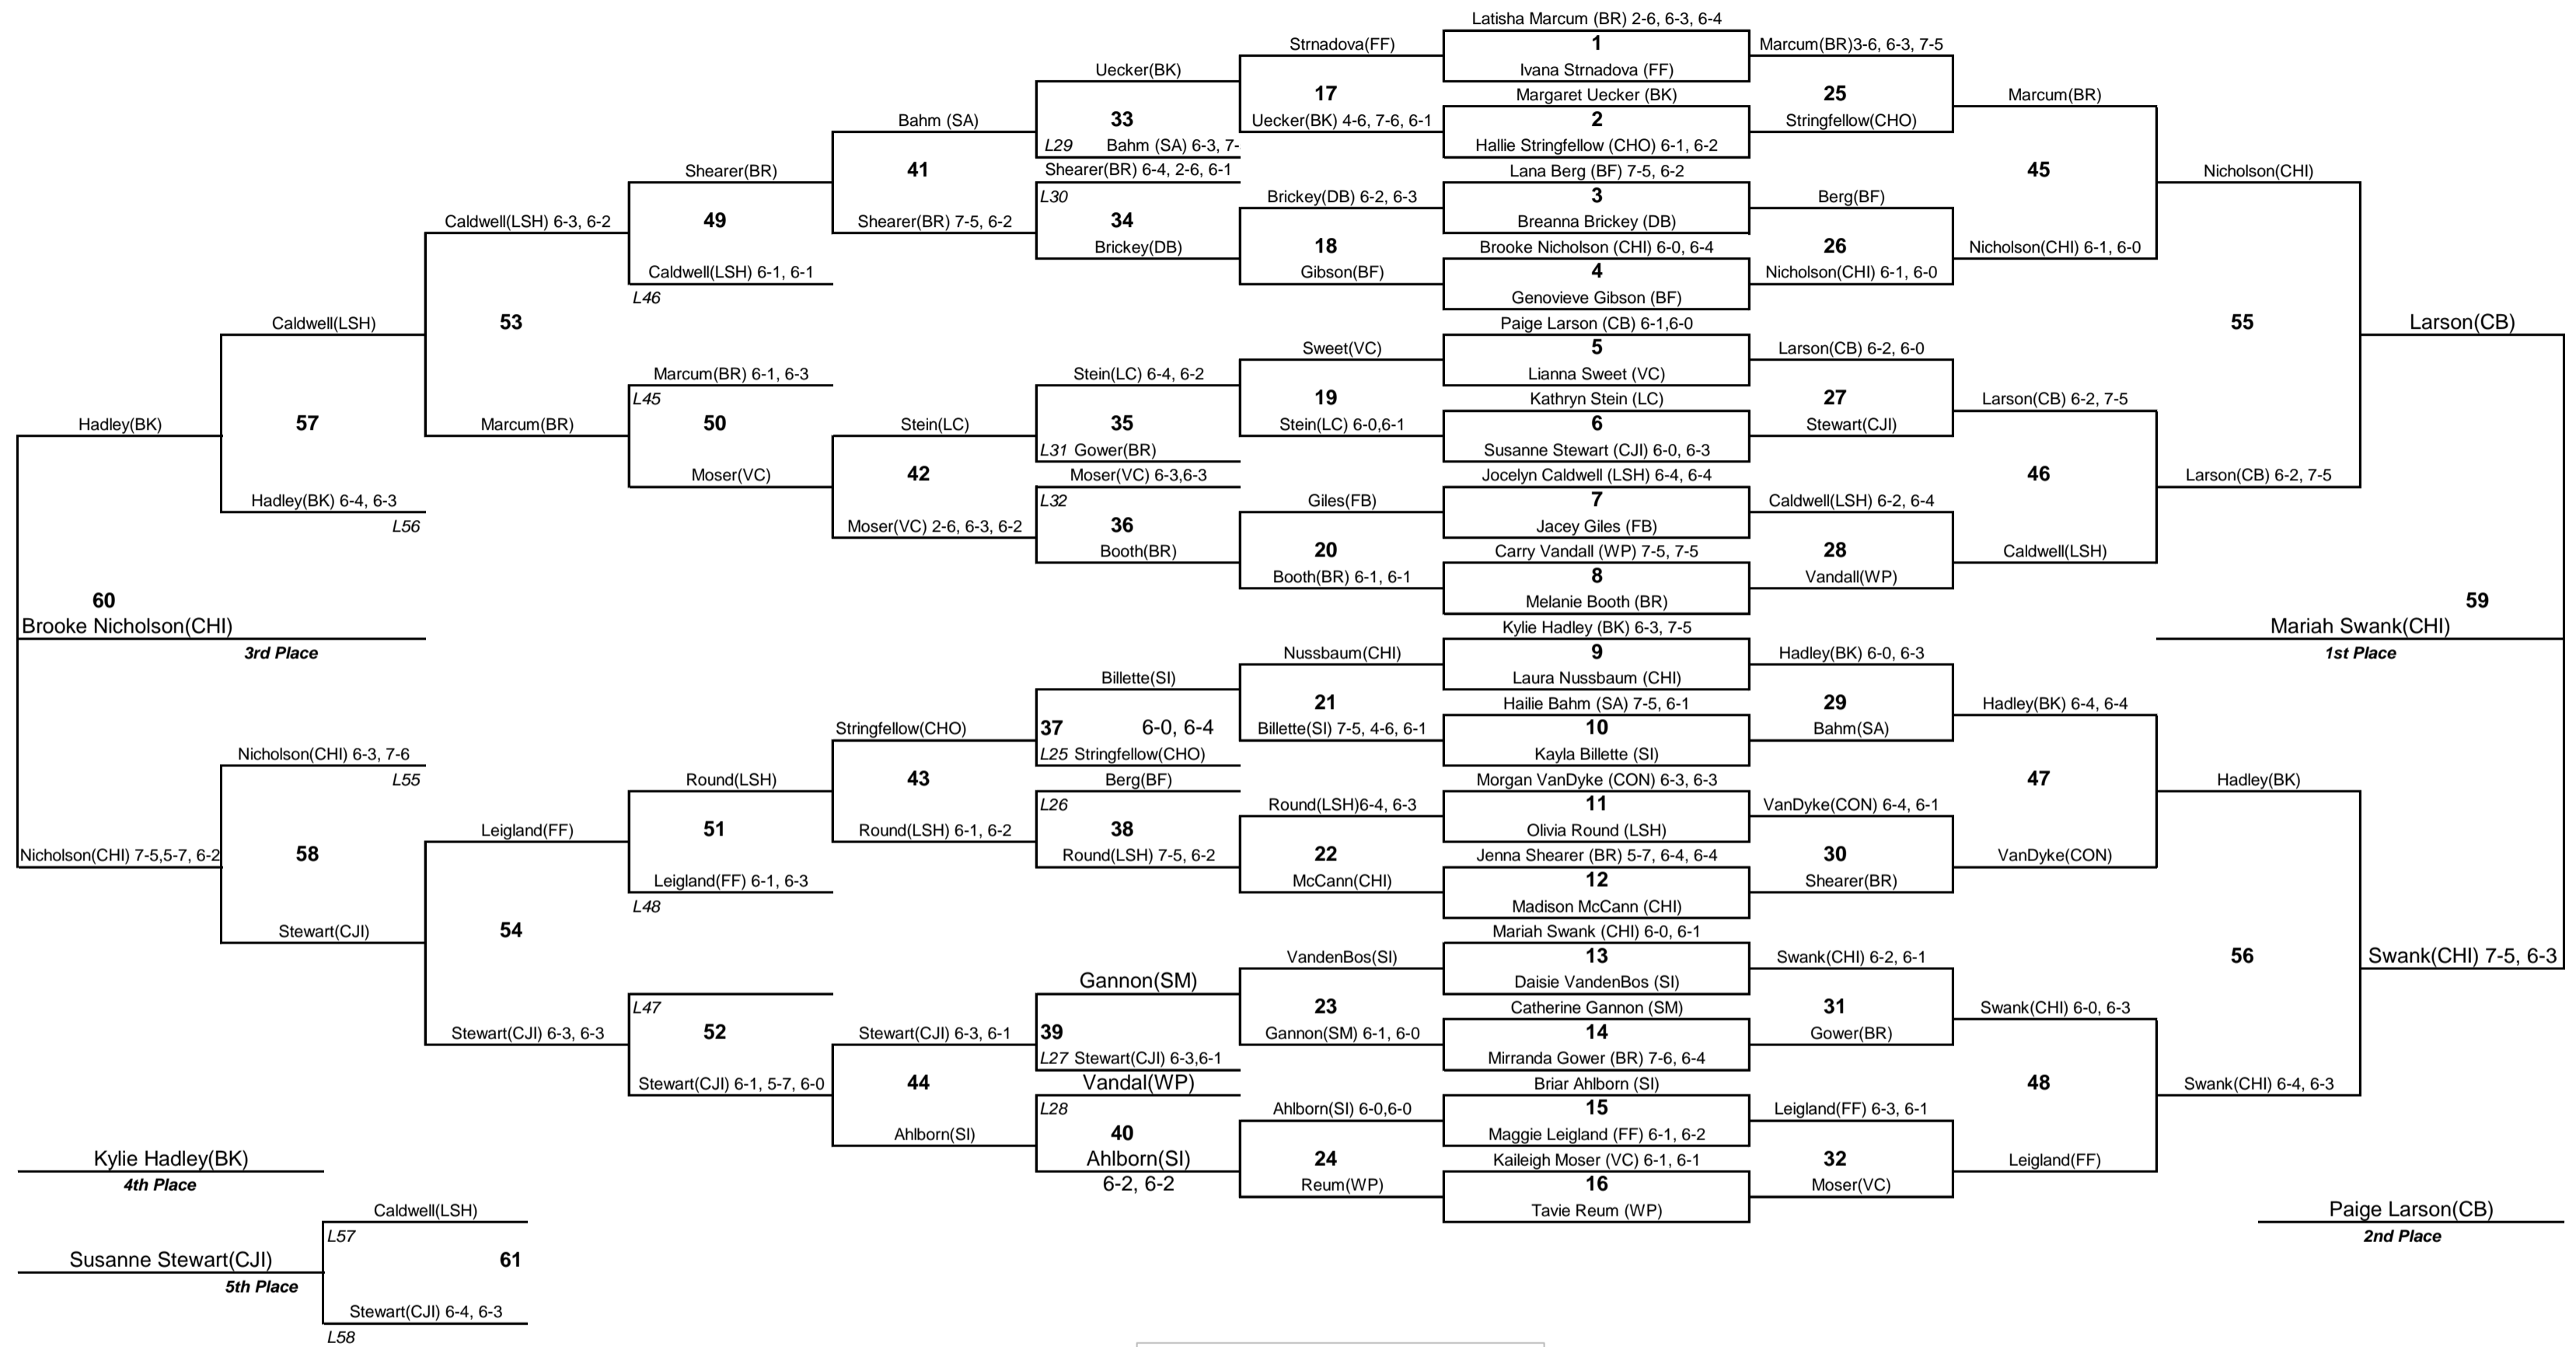 Latisha Marcum (BR) 2-6, 6-3, 6-4
Strnadova(FF) 1 Marcum(BR)3-6, 6-3, 7-5
Uecker(BK) Ivana Strnadova (FF)
17 Margaret Uecker (BK) 25 Marcum(BR)
Bahm (SA) 33 Uecker(BK) 4-6, 7-6, 6-1 2 Stringfellow(CHO)
L29 Bahm (SA) 6-3, 7- Hallie Stringfellow (CHO) 6-1, 6-2
Shearer(BR) 41 Shearer(BR) 6-4, 2-6, 6-1 Lana Berg (BF) 7-5, 6-2 45 Nicholson(CHI)
L30 Brickey(DB) 6-2, 6-3 3 Berg(BF)
Caldwell(LSH) 6-3, 6-2 49 Shearer(BR) 7-5, 6-2 34 Breanna Brickey (DB)
Brickey(DB) 18 Brooke Nicholson (CHI) 6-0, 6-4 26 Nicholson(CHI) 6-1, 6-0
Caldwell(LSH) 6-1, 6-1 Gibson(BF) 4 Nicholson(CHI) 6-1, 6-0
L46 Genovieve Gibson (BF)
Caldwell(LSH) 53 Paige Larson (CB) 6-1,6-0 55 Larson(CB)
Sweet(VC) 5 Larson(CB) 6-2, 6-0
Marcum(BR) 6-1, 6-3 Stein(LC) 6-4, 6-2 Lianna Sweet (VC)
L45 19 Kathryn Stein (LC) 27 Larson(CB) 6-2, 7-5
Hadley(BK) 57 Marcum(BR) 50 Stein(LC) 35 Stein(LC) 6-0,6-1 6 Stewart(CJI)
L31 Gower(BR) Susanne Stewart (CJI) 6-0, 6-3
Moser(VC) 42 Moser(VC) 6-3,6-3 Jocelyn Caldwell (LSH) 6-4, 6-4 46 Larson(CB) 6-2, 7-5
Hadley(BK) 6-4, 6-3 L32 Giles(FB) 7 Caldwell(LSH) 6-2, 6-4
L56 Moser(VC) 2-6, 6-3, 6-2 36 Jacey Giles (FB)
Booth(BR) 20 Carry Vandall (WP) 7-5, 7-5 28 Caldwell(LSH)
Booth(BR) 6-1, 6-1 8 Vandall(WP)
60 Melanie Booth (BR) 59
Brooke Nicholson(CHI) Kylie Hadley (BK) 6-3, 7-5 Mariah Swank(CHI)
3rd Place Nussbaum(CHI) 9 Hadley(BK) 6-0, 6-3 1st Place
Billette(SI) Laura Nussbaum (CHI)
21 Hailie Bahm (SA) 7-5, 6-1 29 Hadley(BK) 6-4, 6-4
Stringfellow(CHO) 37 6-0, 6-4 Billette(SI) 7-5, 4-6, 6-1 10 Bahm(SA)
Nicholson(CHI) 6-3, 7-6 L25 Stringfellow(CHO) Kayla Billette (SI)
L55 Round(LSH) 43 Berg(BF) Morgan VanDyke (CON) 6-3, 6-3 47 Hadley(BK)
L26 Round(LSH)6-4, 6-3 11 VanDyke(CON) 6-4, 6-1
Leigland(FF) 51 Round(LSH) 6-1, 6-2 38 Olivia Round (LSH)
Nicholson(CHI) 7-5,5-7, 6-2 58 Round(LSH) 7-5, 6-2 22 Jenna Shearer (BR) 5-7, 6-4, 6-4 30 VanDyke(CON)
Leigland(FF) 6-1, 6-3 McCann(CHI) 12 Shearer(BR)
L48 Madison McCann (CHI)
Stewart(CJI) 54 Mariah Swank (CHI) 6-0, 6-1
VandenBos(SI) 13 Swank(CHI) 6-2, 6-1 56 Swank(CHI) 7-5, 6-3
Gannon(SM) Daisie VandenBos (SI)
L47 23 Catherine Gannon (SM) 31 Swank(CHI) 6-0, 6-3
Stewart(CJI) 6-3, 6-3 52 Stewart(CJI) 6-3, 6-1 39 Gannon(SM) 6-1, 6-0 14 Gower(BR)
L27 Stewart(CJI) 6-3,6-1 Mirranda Gower (BR) 7-6, 6-4
Stewart(CJI) 6-1, 5-7, 6-0 44 Vandal(WP) Briar Ahlborn (SI) 48 Swank(CHI) 6-4, 6-3
L28 Ahlborn(SI) 6-0,6-0 15 Leigland(FF) 6-3, 6-1
Ahlborn(SI) 40 Maggie Leigland (FF) 6-1, 6-2
Kylie Hadley(BK) Ahlborn(SI) 24 Kaileigh Moser (VC) 6-1, 6-1 32 Leigland(FF)
4th Place 6-2, 6-2 Reum(WP) 16 Moser(VC)
Caldwell(LSH) Tavie Reum (WP) Paige Larson(CB)
L57 2nd Place
Susanne Stewart(CJI) 61
5th Place
Stewart(CJI) 6-4, 6-3
L58